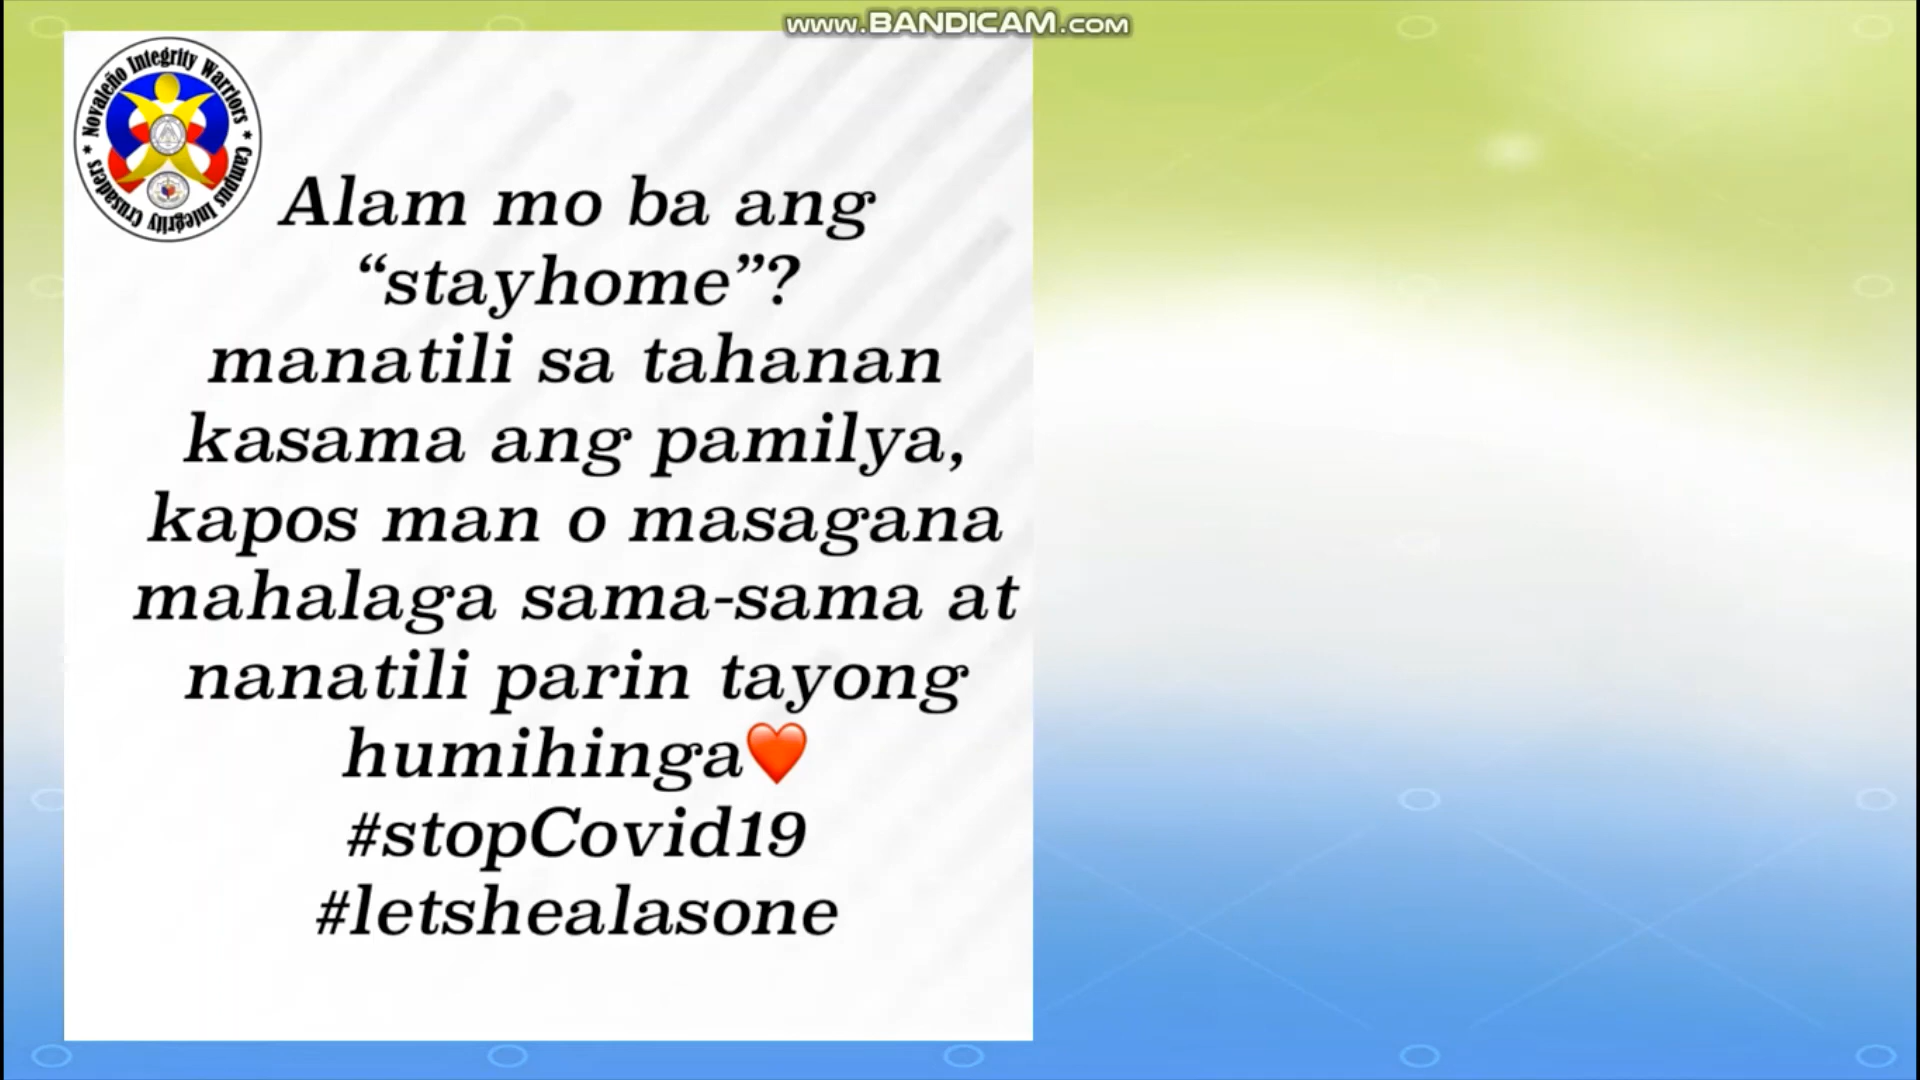 www.BANDICAM.com
Novaleño Integrity Warriors * Campus Integrity Crusaders *
Alam mo ba ang
“stayhome”?
manatili sa tahanan
kasama ang pamilya,
kapos man o masagana
mahalaga sama-sama at
nanatili parin tayong
humihinga❤️
#stopCovid19
#letshealasone